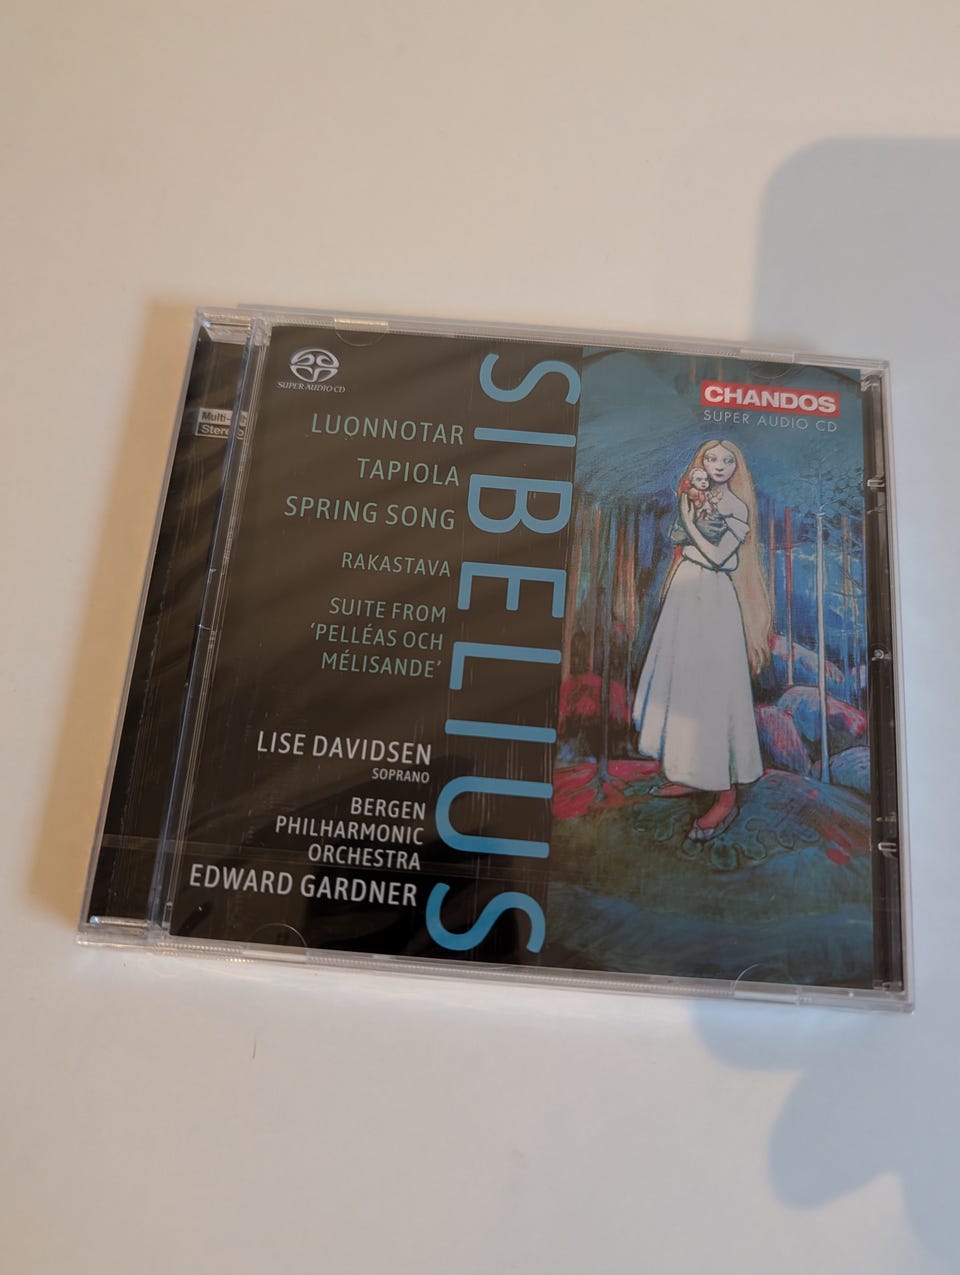 SUPER AUDIO CD
Stereo
LUONNOTAR
TAPIOLA
SPRING SONG
RAKASTAVA
SUITE FROM
‘PELLÉAS OCH
MÉLISANDE’
LISE DAVIDSEN
SOPRANO
BERGEN
PHILHARMONIC
ORCHESTRA
EDWARD GARDNER
SIBELIUS
CHANDOS
SUPER AUDIO CD